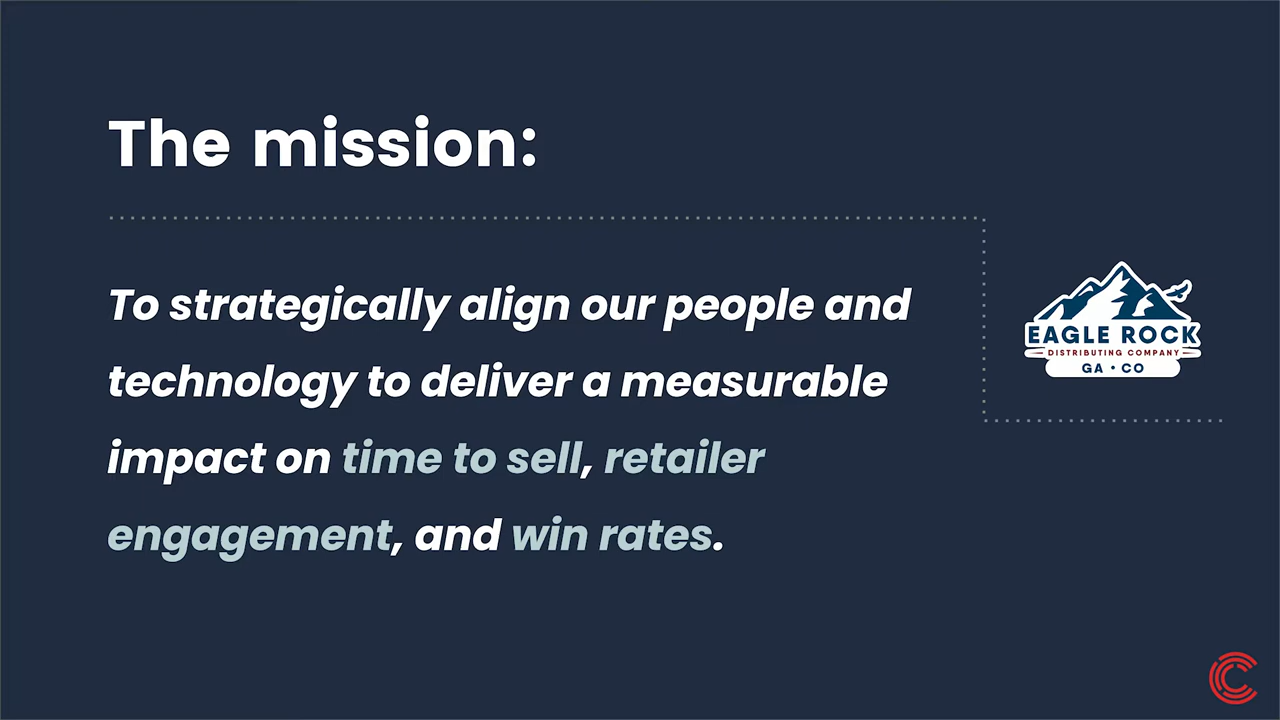 The mission:
To strategically align our people and
technology to deliver a measurable
impact on time to sell, retailer
engagement, and win rates.
EAGLE ROCK
DISTRIBUTING COMPANY
GA • CO